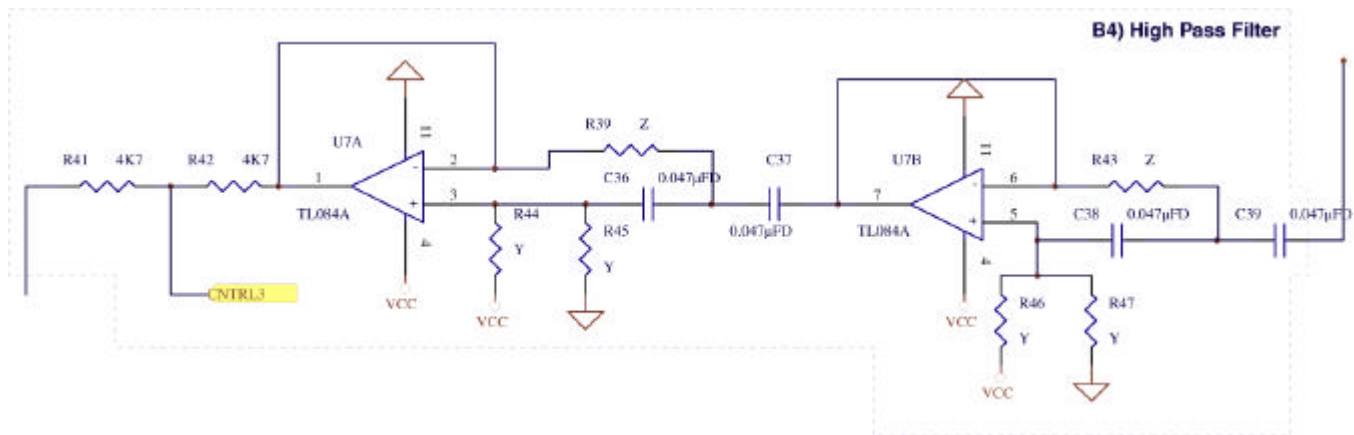 B4) High Pass Filter
R41 4K7
R42 4K7
CNTRL3
U7A
TL084A
11
2
3
1
4
VCC
R39 Z
C36 0.047µFD
R44
Y
VCC
R45
Y
C37
0.047µFD
U7B
TL084A
11
6
5
7
4
VCC
R43 Z
C38 0.047µFD
C39 0.047µFD
R46
Y
VCC
R47
Y